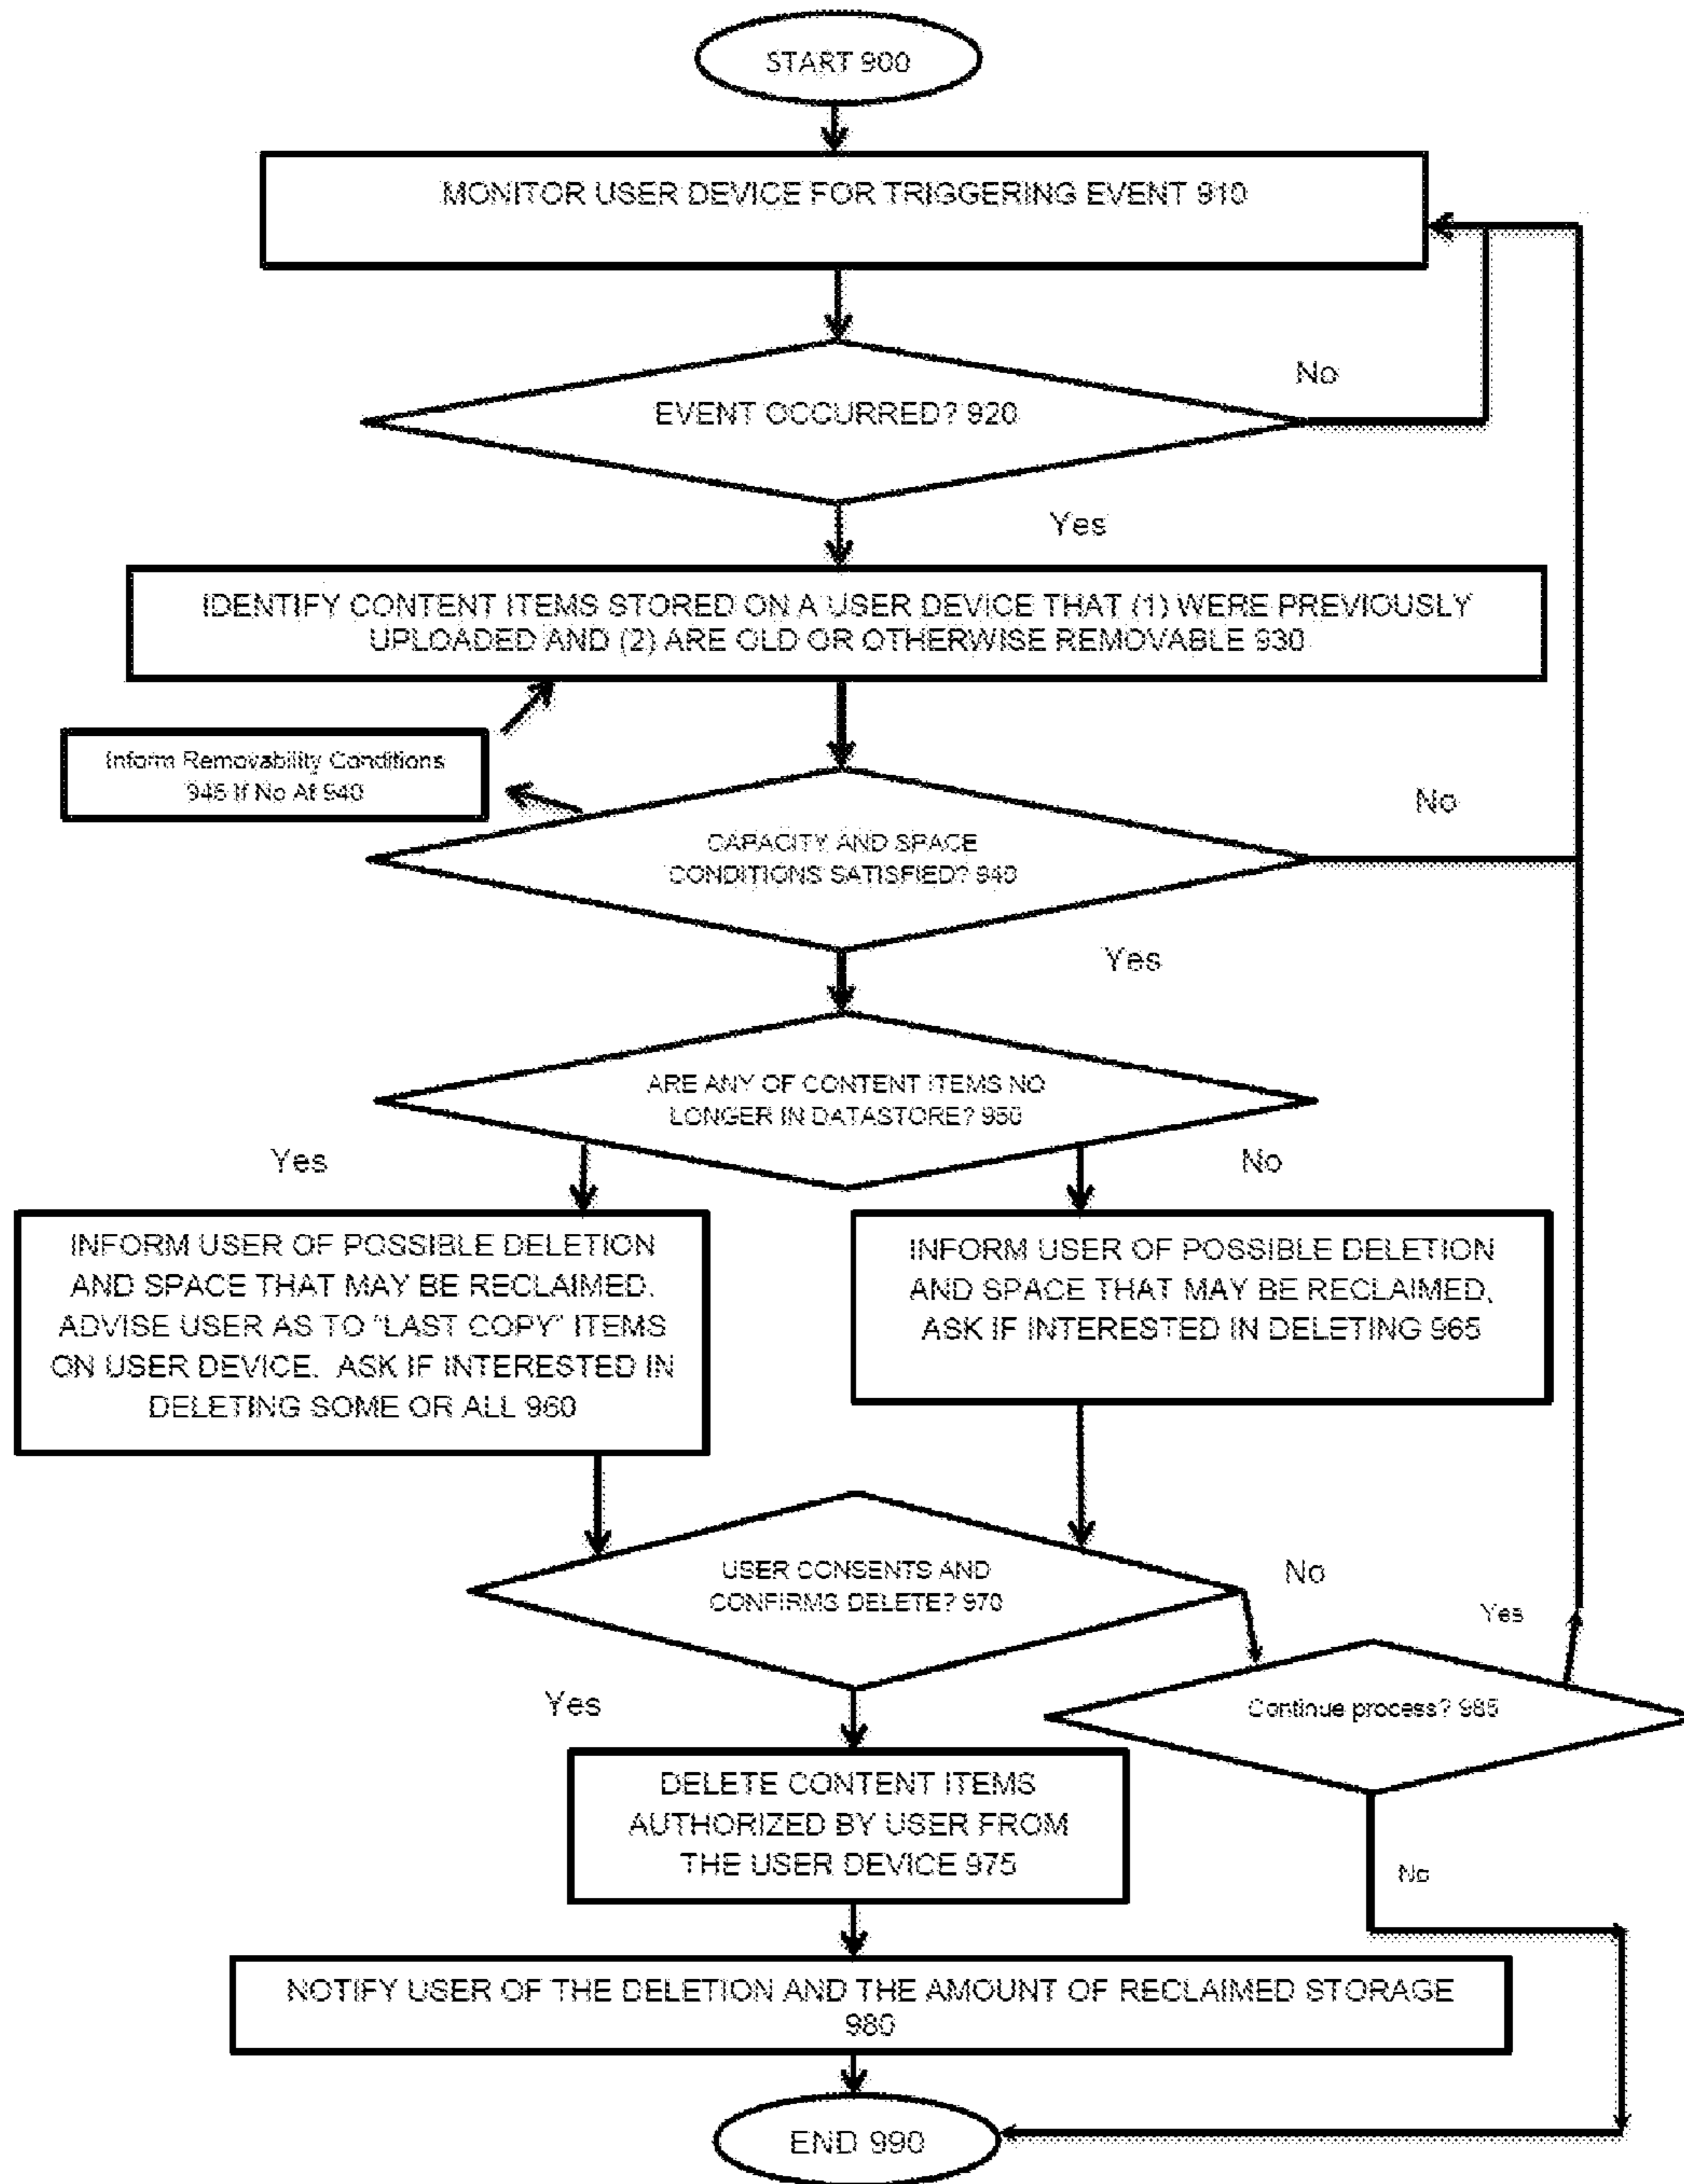 START 900
MONITOR USER DEVICE FOR TRIGGERING EVENT 910
No
EVENT OCCURRED? 920
Yes
IDENTIFY CONTENT ITEMS STORED ON A USER DEVICE THAT (1) WERE PREVIOUSLY
UPLOADED AND (2) ARE OLD OR OTHERWISE REMOVABLE 930
Inform Removability Conditions
945 If No At 940
No
CAPACITY AND SPACE
CONDITIONS SATISFIED? 940
Yes
ARE ANY OF CONTENT ITEMS NO
LONGER IN DATASTORE? 950
Yes
No
INFORM USER OF POSSIBLE DELETION
AND SPACE THAT MAY BE RECLAIMED.
ADVISE USER AS TO "LAST COPY" ITEMS
ON USER DEVICE. ASK IF INTERESTED IN
DELETING SOME OR ALL 960
INFORM USER OF POSSIBLE DELETION
AND SPACE THAT MAY BE RECLAIMED,
ASK IF INTERESTED IN DELETING 965
USER CONSENTS AND
CONFIRMS DELETE? 970
No
Yes
Yes
Continue process? 985
DELETE CONTENT ITEMS
AUTHORIZED BY USER FROM
THE USER DEVICE 975
No
NOTIFY USER OF THE DELETION AND THE AMOUNT OF RECLAIMED STORAGE
980
END 990